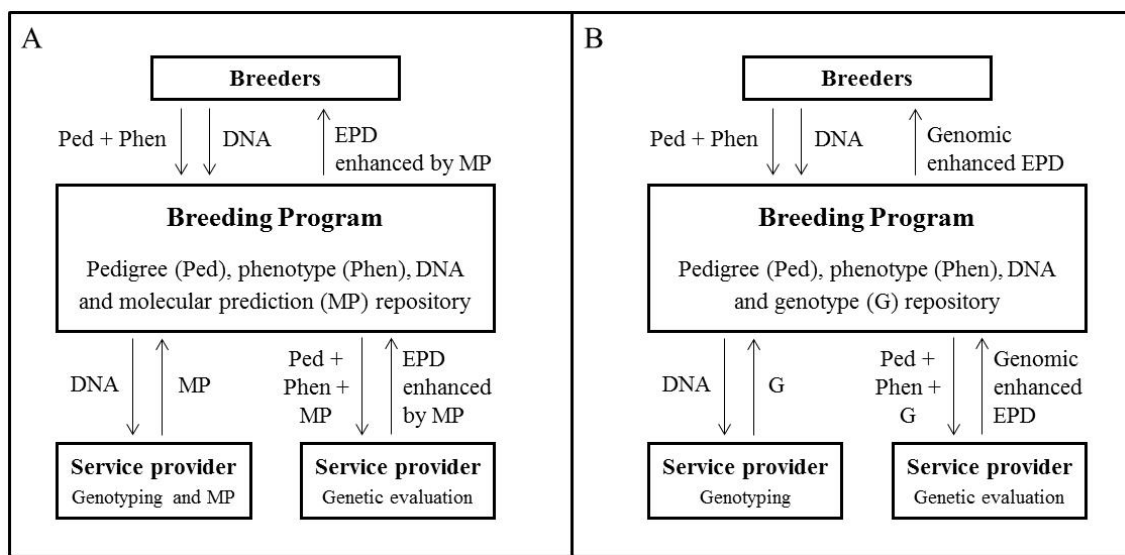 A
Breeders
Ped + Phen
DNA
EPD
enhanced by MP
Breeding Program
Pedigree (Ped), phenotype (Phen), DNA
and molecular prediction (MP) repository
DNA
MP
Ped +
Phen +
MP
EPD
enhanced
by MP
Service provider
Genotyping and MP
Service provider
Genetic evaluation
B
Breeders
Ped + Phen
DNA
Genomic
enhanced EPD
Breeding Program
Pedigree (Ped), phenotype (Phen), DNA
and genotype (G) repository
DNA
G
Ped +
Phen +
G
Genomic
enhanced
EPD
Service provider
Genotyping
Service provider
Genetic evaluation